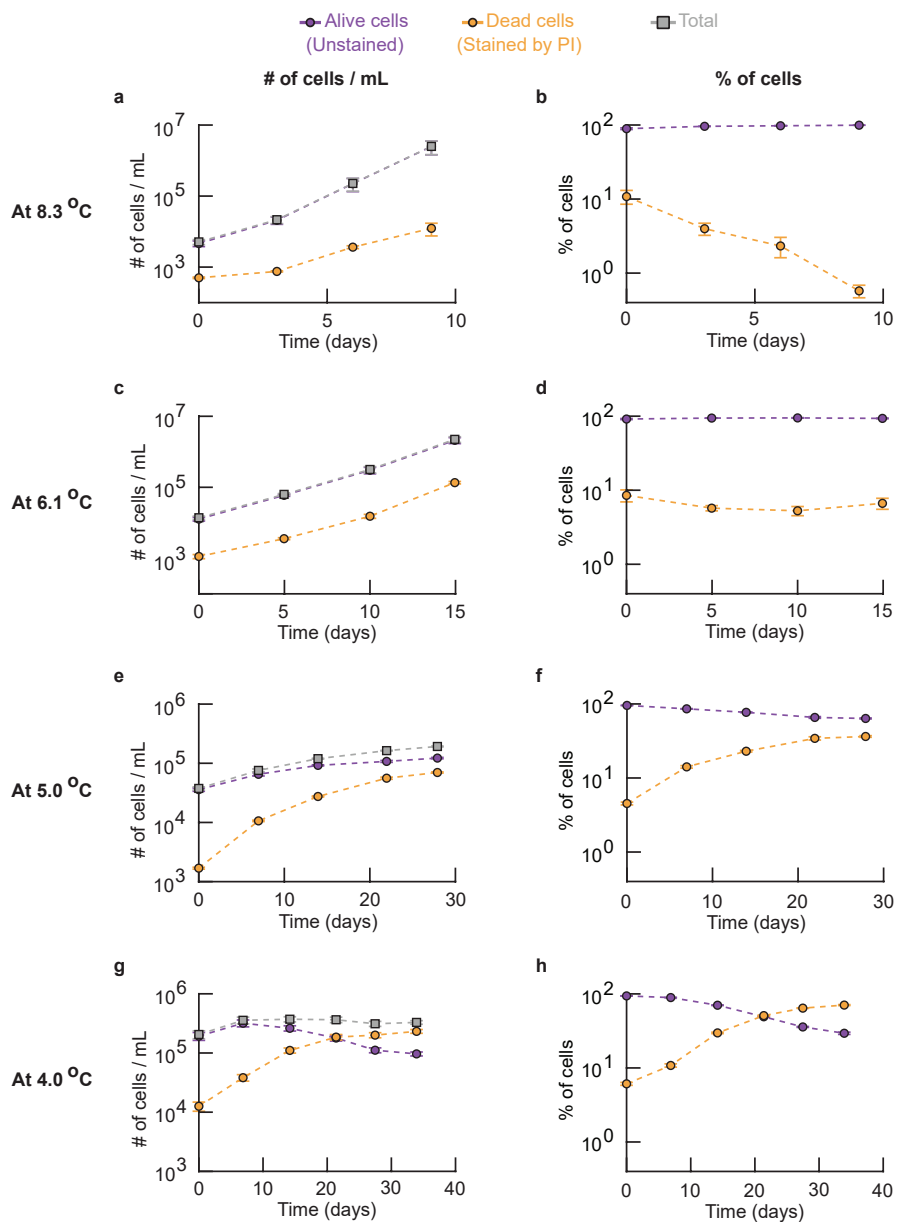 Alive cells
(Unstained)
Dead cells
(Stained by PI)
Total
# of cells / mL
% of cells
At 8.3 °C
a
# of cells / mL
10^7
10^5
10^3
0 5 10
Time (days)
b
% of cells
10^2
10^1
10^0
0 5 10
Time (days)
At 6.1 °C
c
# of cells / mL
10^7
10^5
10^3
0 5 10 15
Time (days)
d
% of cells
10^2
10^1
10^0
0 5 10 15
Time (days)
At 5.0 °C
e
# of cells / mL
10^6
10^5
10^4
10^3
0 10 20 30
Time (days)
f
% of cells
10^2
10^1
10^0
0 10 20 30
Time (days)
At 4.0 °C
g
# of cells / mL
10^6
10^5
10^4
10^3
0 10 20 30 40
Time (days)
h
% of cells
10^2
10^1
10^0
0 10 20 30 40
Time (days)